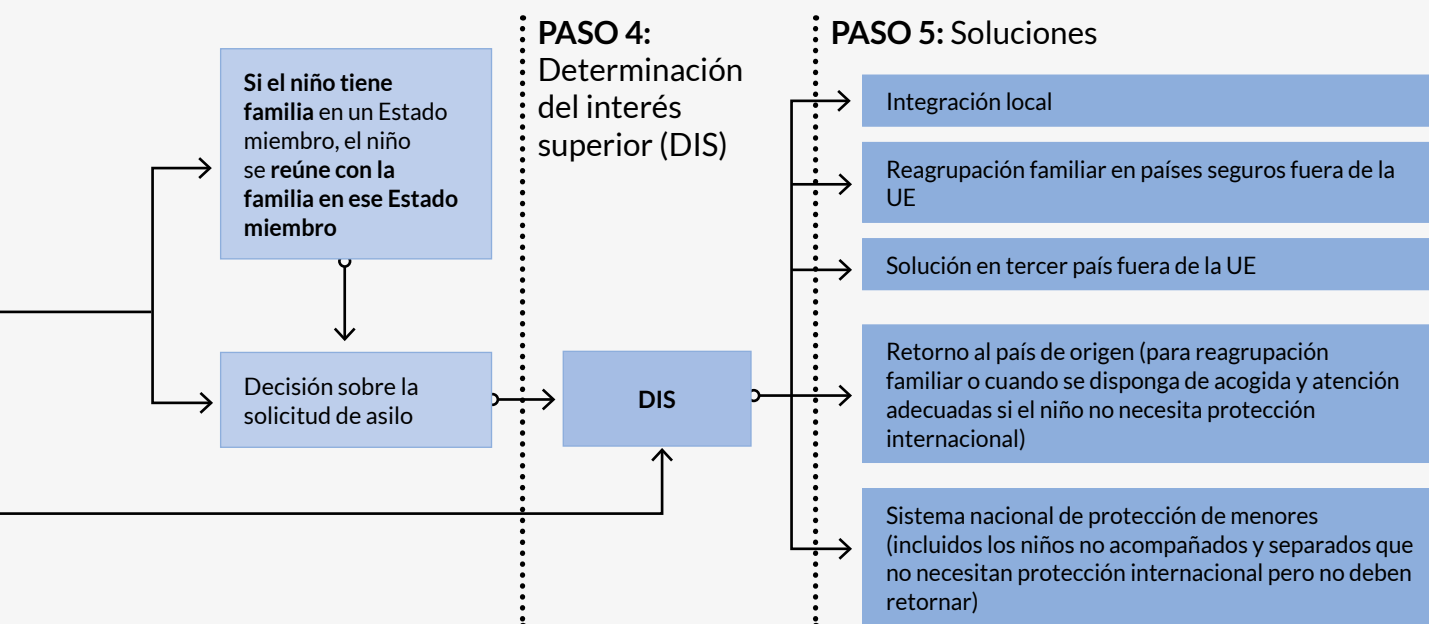 Si el niño tiene
familia en un Estado
miembro, el niño
se reúne con la
familia en ese Estado
miembro
Decisión sobre la
solicitud de asilo
PASO 4:
Determinación
del interés
superior (DIS)
DIS
PASO 5: Soluciones
Integración local
Reagrupación familiar en países seguros fuera de la
UE
Solución en tercer país fuera de la UE
Retorno al país de origen (para reagrupación
familiar o cuando se disponga de acogida y atención
adecuadas si el niño no necesita protección
internacional)
Sistema nacional de protección de menores
(incluidos los niños no acompañados y separados que
no necesitan protección internacional pero no deben
retornar)